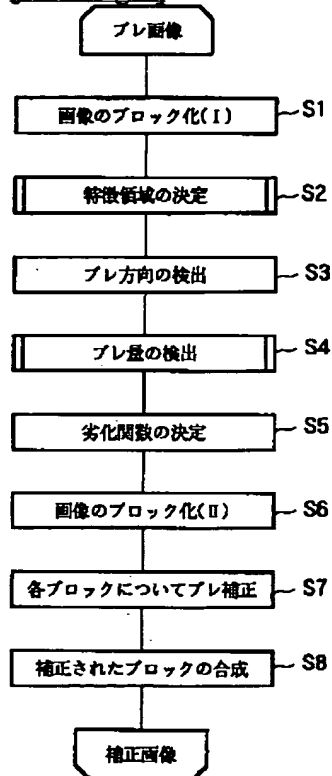 ブレ画像
画像のブロック化(I) S1
特徴領域の決定 S2
ブレ方向の検出 S3
ブレ量の検出 S4
劣化関数の決定 S5
画像のブロック化(II) S6
各ブロックについてブレ補正 S7
補正されたブロックの合成 S8
補正画像